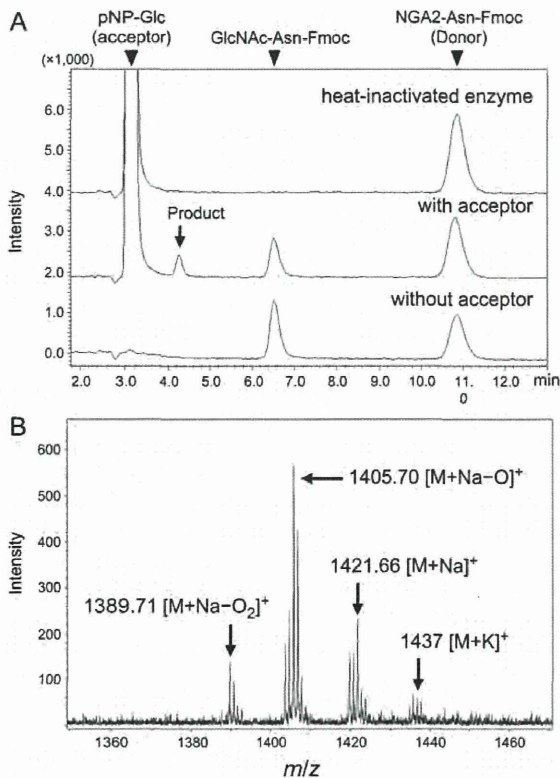 A
pNP-Glc
(acceptor)
GlcNAc-Asn-Fmoc
NGA2-Asn-Fmoc
(Donor)
(×1,000)
6.0
5.0
4.0
3.0
2.0
1.0
0.0
Intensity
heat-inactivated enzyme
with acceptor
Product
without acceptor
2.0 3.0 4.0 5.0 6.0 7.0 8.0 9.0 10.0 11. 12.0 min
0
B
600
500
400
300
200
100
Intensity
1405.70 [M+Na−O]+
1421.66 [M+Na]+
1389.71 [M+Na−O2]+
1437 [M+K]+
1360 1380 1400 1420 1440 1460
m/z